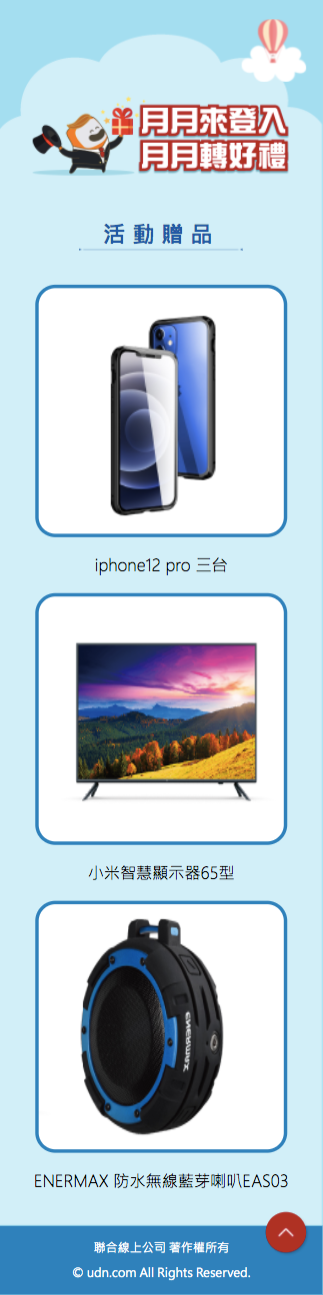 月月來登入
月月轉好禮
活動贈品
iphone12 pro 三台
小米智慧顯示器65型
ENERMAX
ENERMAX 防水無線藍芽喇叭EAS03
聯合線上公司 著作權所有
© udn.com All Rights Reserved.